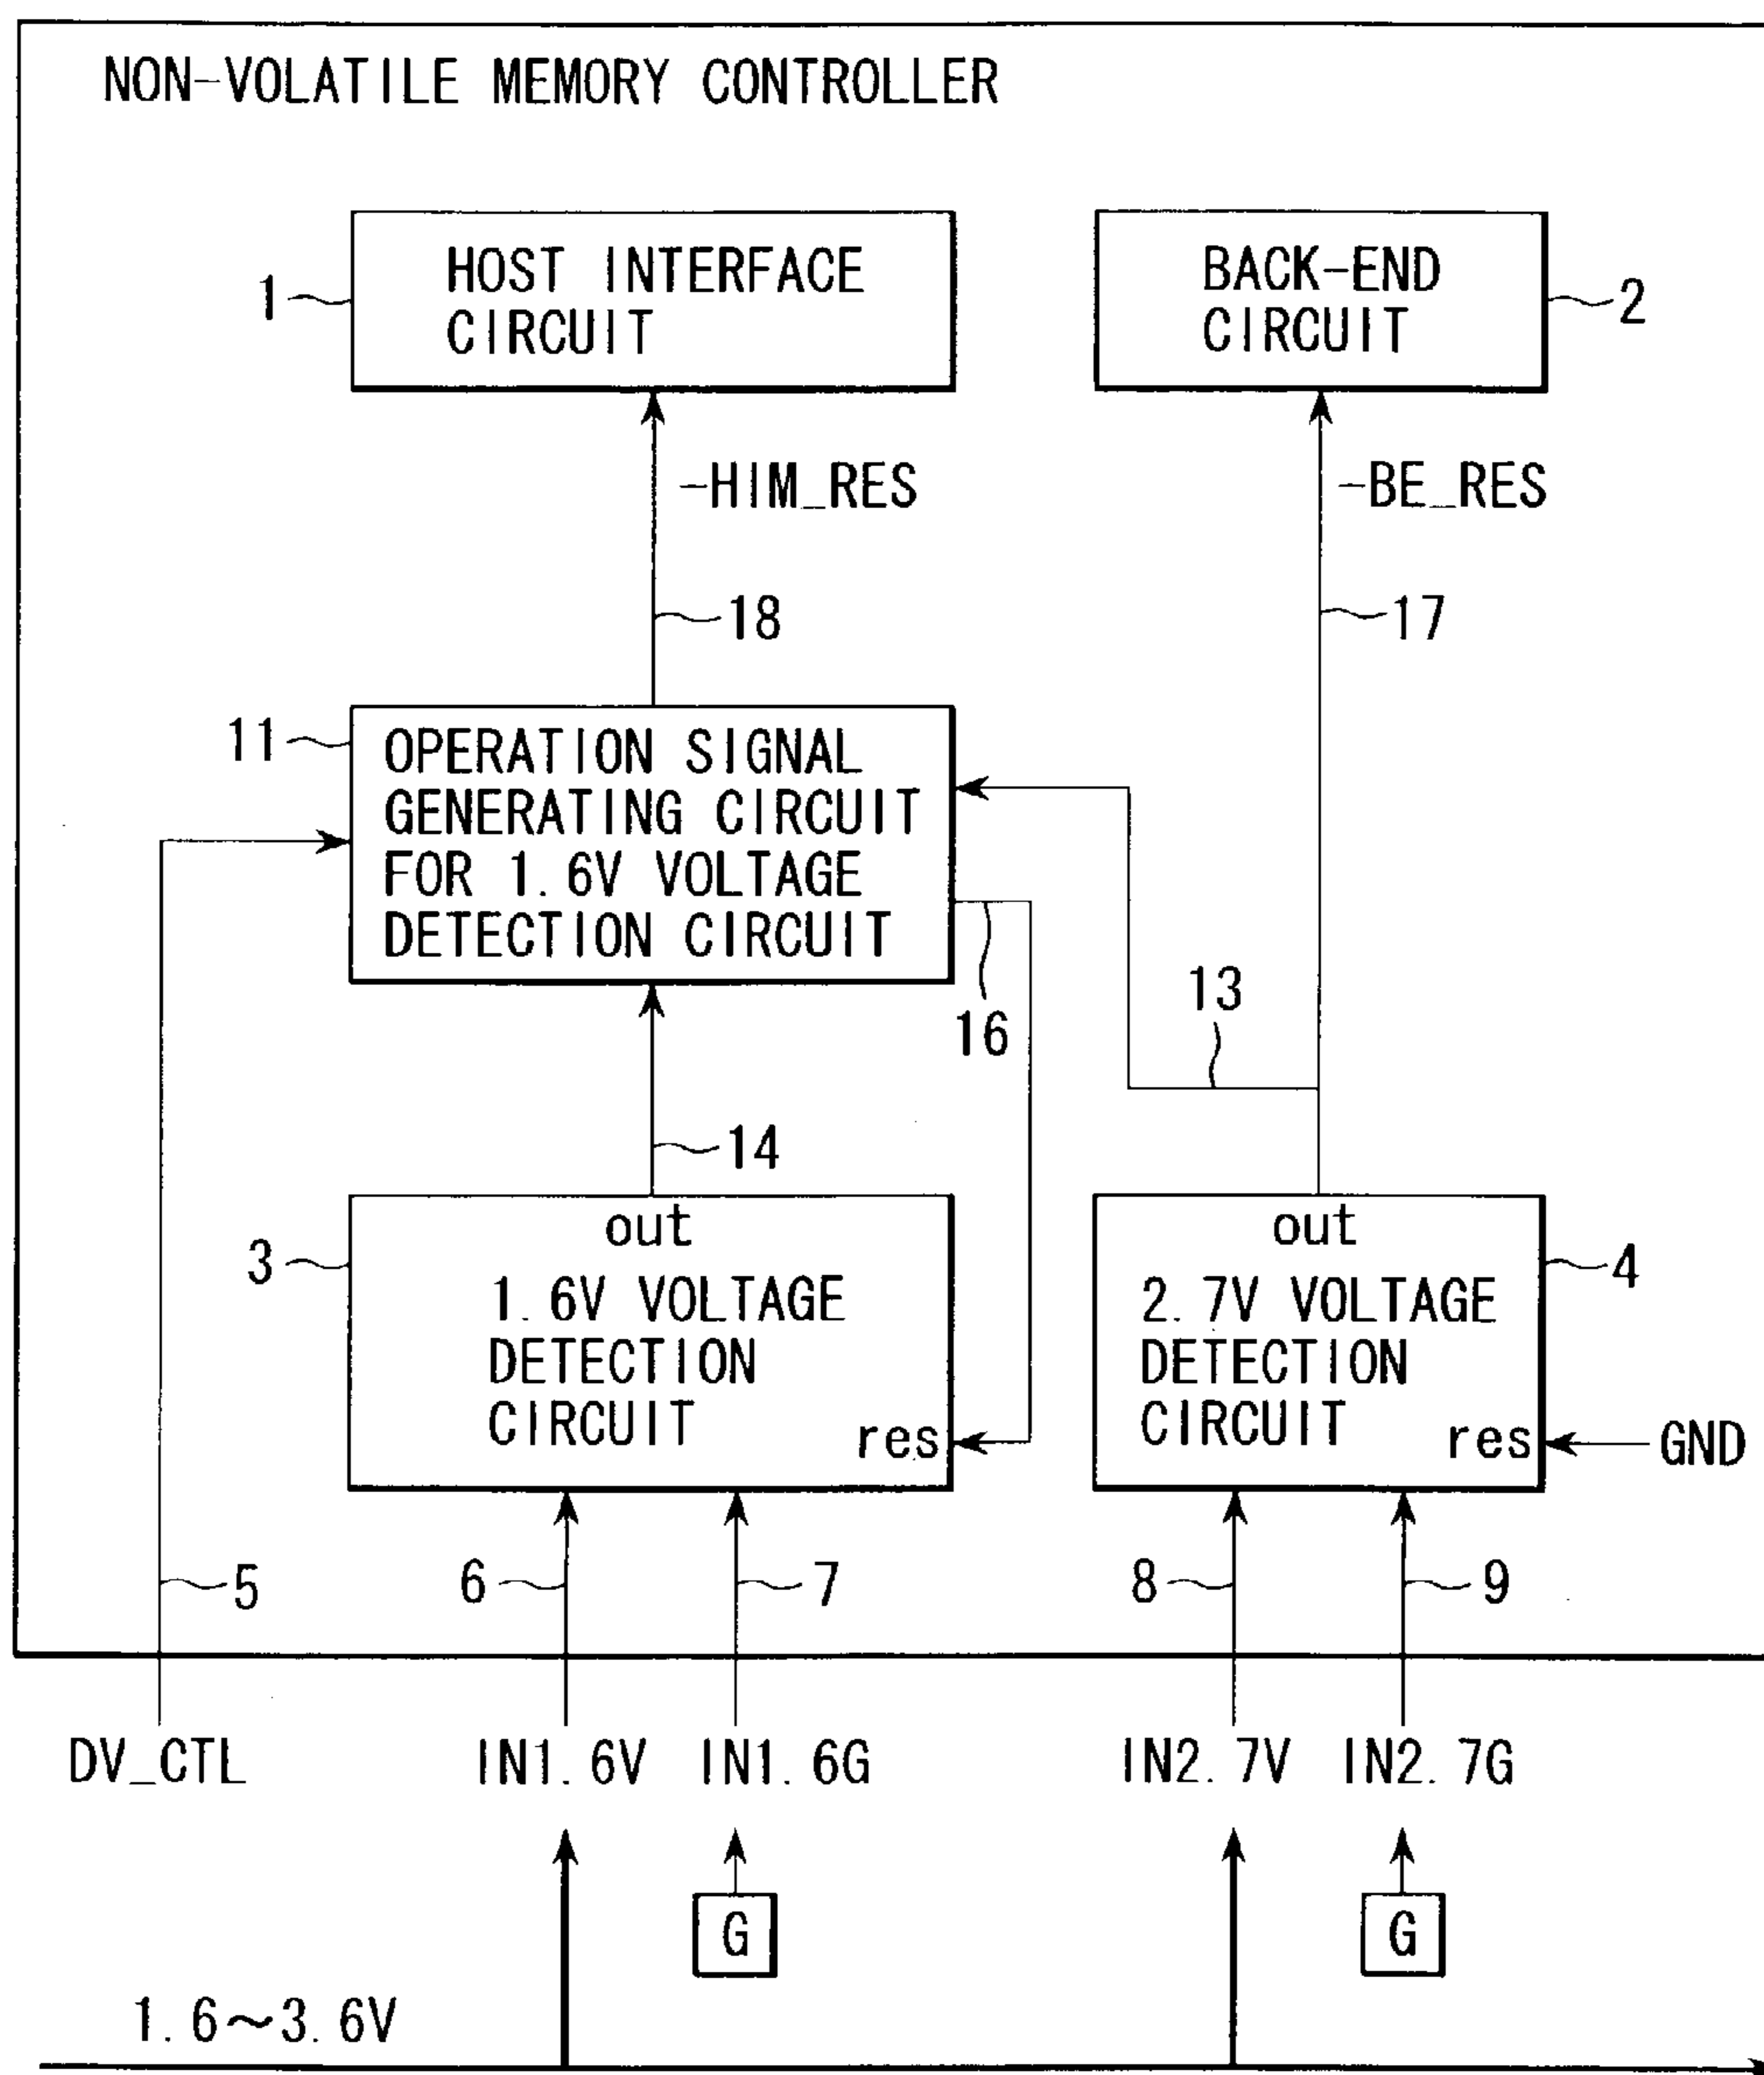 NON-VOLATILE MEMORY CONTROLLER
1
HOST INTERFACE
CIRCUIT
BACK-END
CIRCUIT
2
-HIM_RES
-BE_RES
18
17
11
OPERATION SIGNAL
GENERATING CIRCUIT
FOR 1.6V VOLTAGE
DETECTION CIRCUIT
16
13
14
3
out
1.6V VOLTAGE
DETECTION
CIRCUIT
res
out
2.7V VOLTAGE
DETECTION
CIRCUIT
res
4
GND
5
6
7
8
9
DV_CTL
IN1.6V
IN1.6G
IN2.7V
IN2.7G
G
G
1.6~3.6V